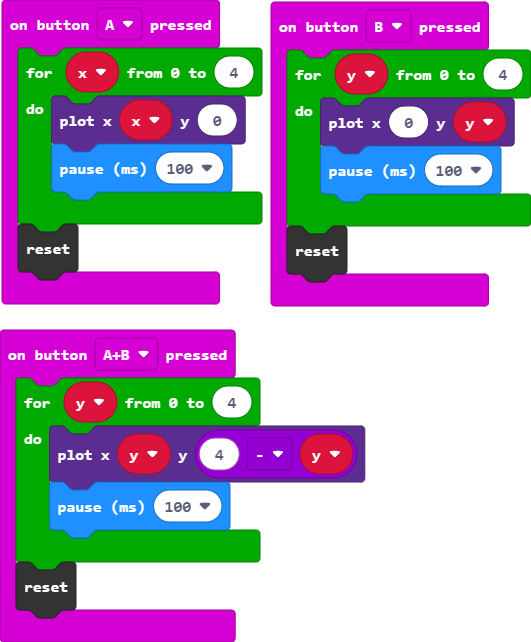 on button A pressed
for x from 0 to 4
do
plot x x y 0
pause (ms) 100
reset
on button B pressed
for y from 0 to 4
do
plot x 0 y y
pause (ms) 100
reset
on button A+B pressed
for y from 0 to 4
do
plot x y y 4 - y
pause (ms) 100
reset